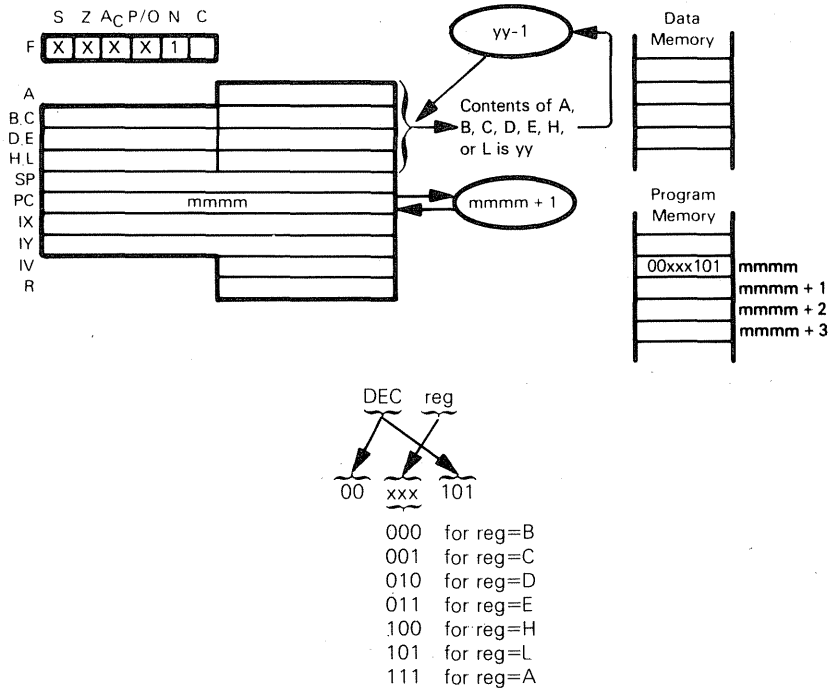 S Z AC P/O N C
F X X X X 1
A
B.C
D.E
H.L
SP
PC mmmm
IX
IY
IV
R
yy-1
Contents of A,
B, C, D, E, H,
or L is yy
mmmm + 1
Data
Memory
Program
Memory
00xxx101 mmmm
mmmm + 1
mmmm + 2
mmmm + 3
DEC reg
00 xxx 101
000 for reg=B
001 for reg=C
010 for reg=D
011 for reg=E
100 for reg=H
101 for reg=L
111 for reg=A